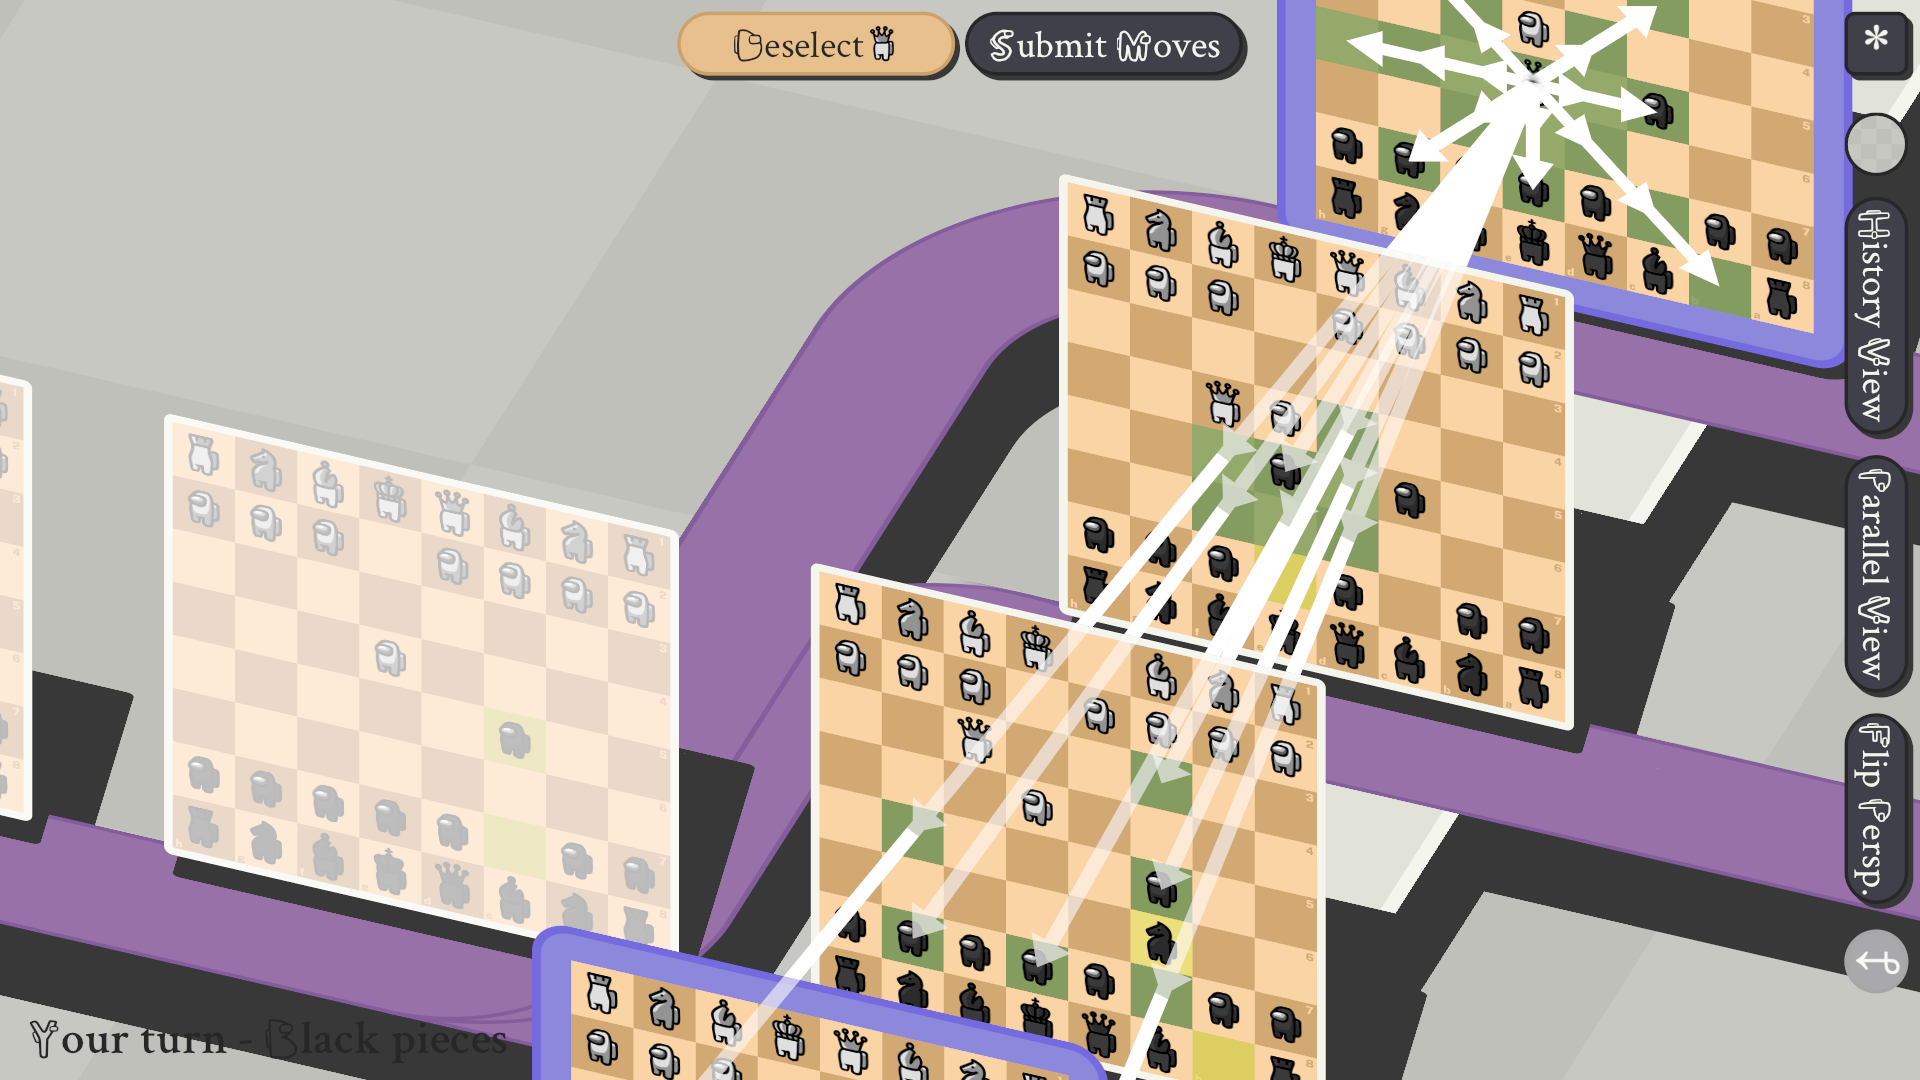 Deselect
Submit Moves
*
History View
Parallel View
Flip Persp.
Your turn - Black pieces